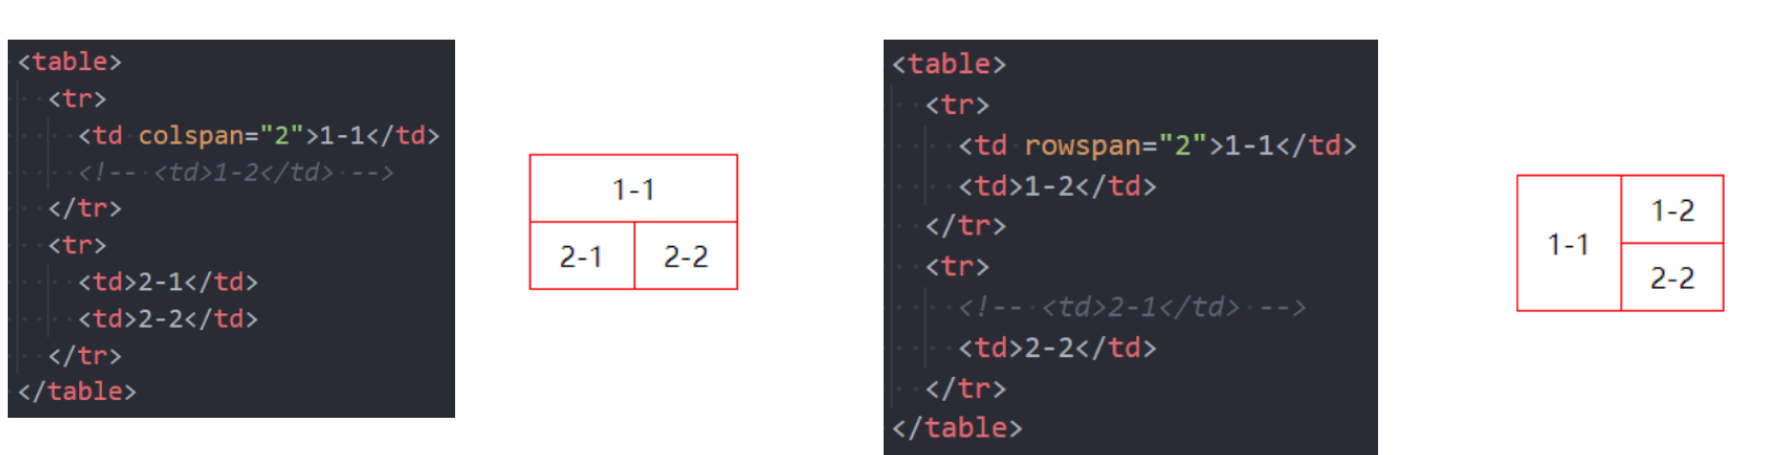 <table>
<tr>
<td colspan="2">1-1</td>
<!-- <td>1-2</td> -->
</tr>
<tr>
<td>2-1</td>
<td>2-2</td>
</tr>
</table>
1-1
2-1 2-2
<table>
<tr>
<td rowspan="2">1-1</td>
<td>1-2</td>
</tr>
<tr>
<!-- <td>2-1</td> -->
<td>2-2</td>
</tr>
</table>
1-2
1-1
2-2